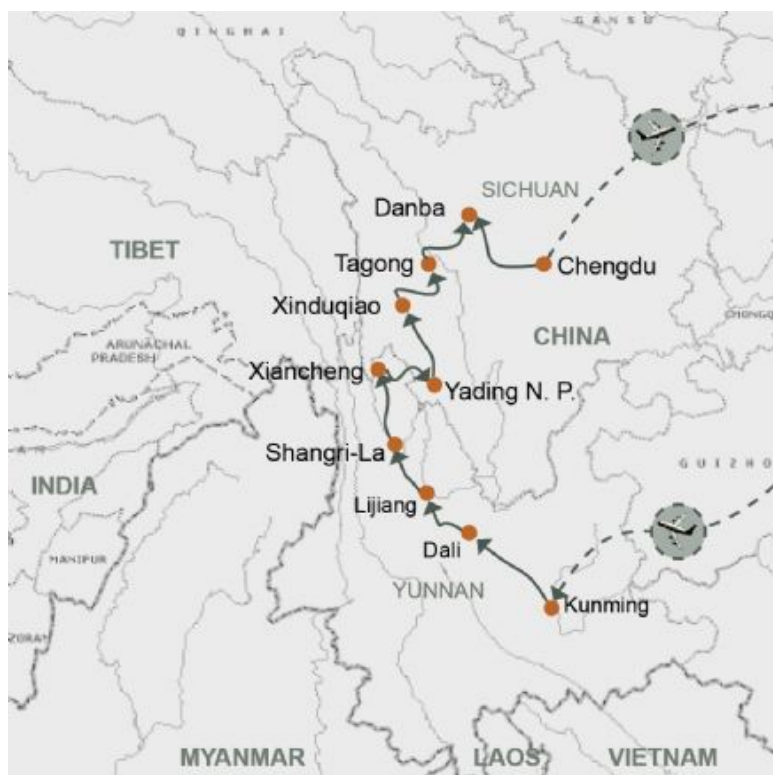 QINGHAI
GANSU
SICHUAN
Danba
TIBET
Tagong
Chengdu
Xinduqiao
CHINA
ARUNACHAL
PRADESH
Xiancheng
Yading N. P.
Shangri-La
INDIA
Lijiang
Dali
MANIPUR
YUNNAN
Kunming
MYANMAR
LAOS
VIETNAM